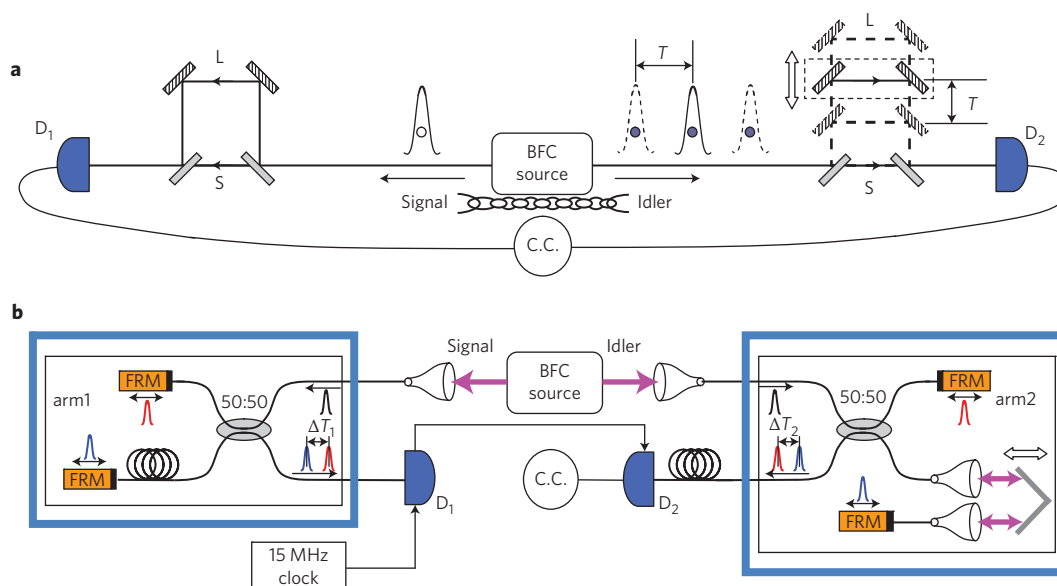 a
L
D1
S
Signal
T
BFC
source
Idler
C.C.
L
T
S
D2
b
arm1
FRM
FRM
50:50
ΔT1
Signal
BFC
source
Idler
D1
15 MHz
clock
C.C.
D2
ΔT2
50:50
FRM
arm2
FRM